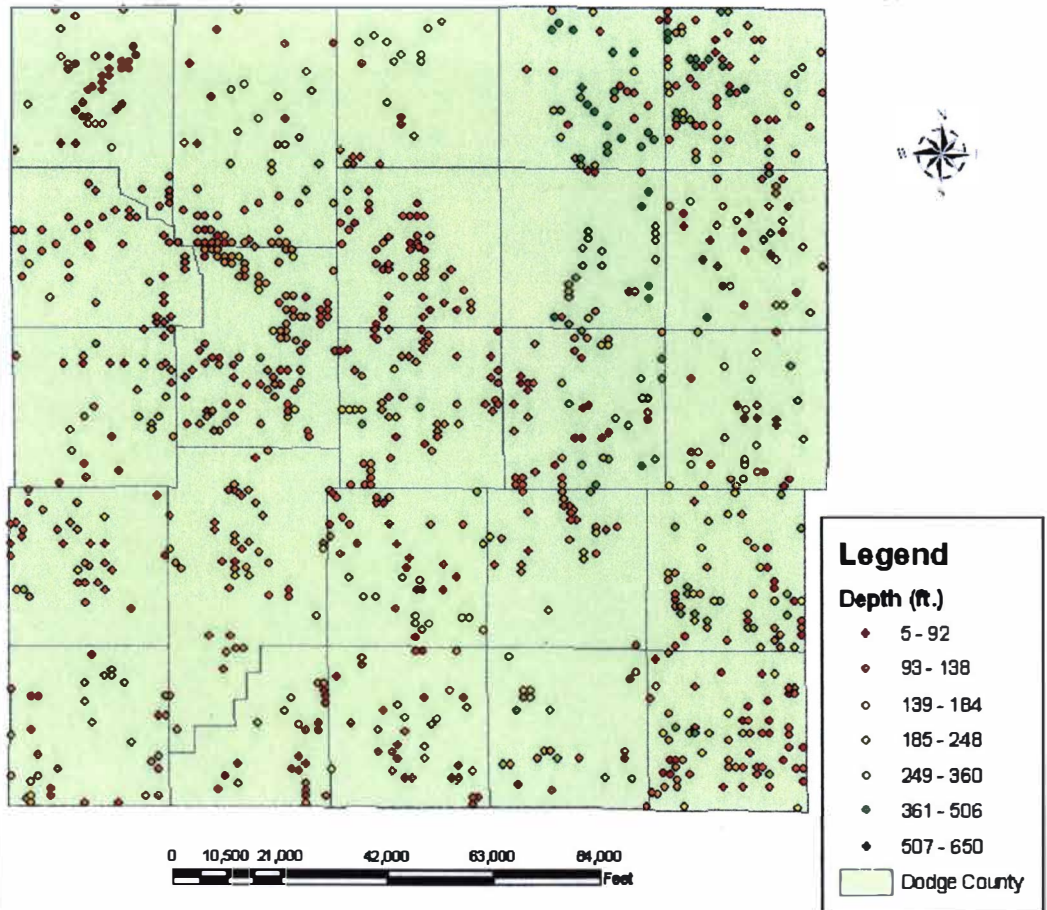 Legend
Depth (ft.)
5 - 92
93 - 138
139 - 184
185 - 248
249 - 360
361 - 506
507 - 650
Dodge County
0 10,500 21,000 42,000 63,000 84,000
Feet